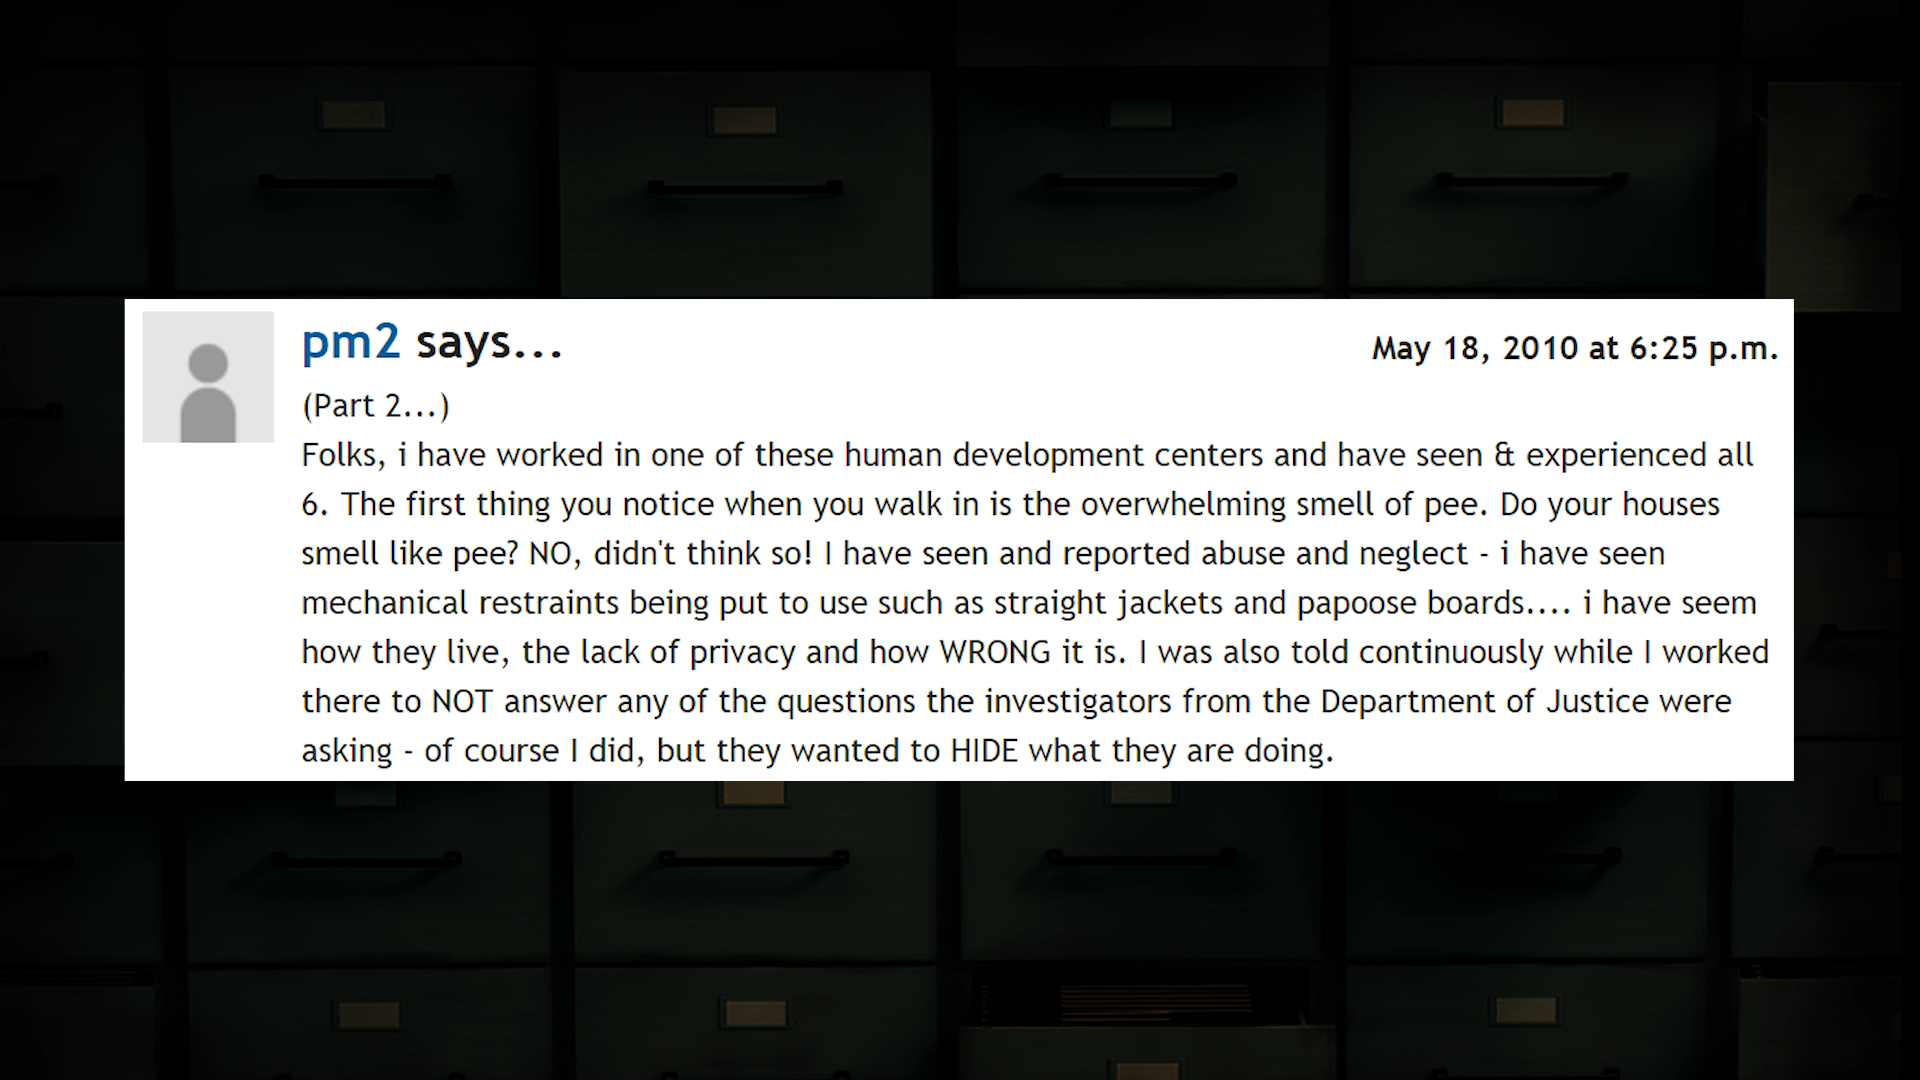 pm2 says...
May 18, 2010 at 6:25 p.m.
(Part 2...)
Folks, i have worked in one of these human development centers and have seen & experienced all
6. The first thing you notice when you walk in is the overwhelming smell of pee. Do your houses
smell like pee? NO, didn't think so! I have seen and reported abuse and neglect - i have seen
mechanical restraints being put to use such as straight jackets and papoose boards.... i have seem
how they live, the lack of privacy and how WRONG it is. I was also told continuously while I worked
there to NOT answer any of the questions the investigators from the Department of Justice were
asking - of course I did, but they wanted to HIDE what they are doing.